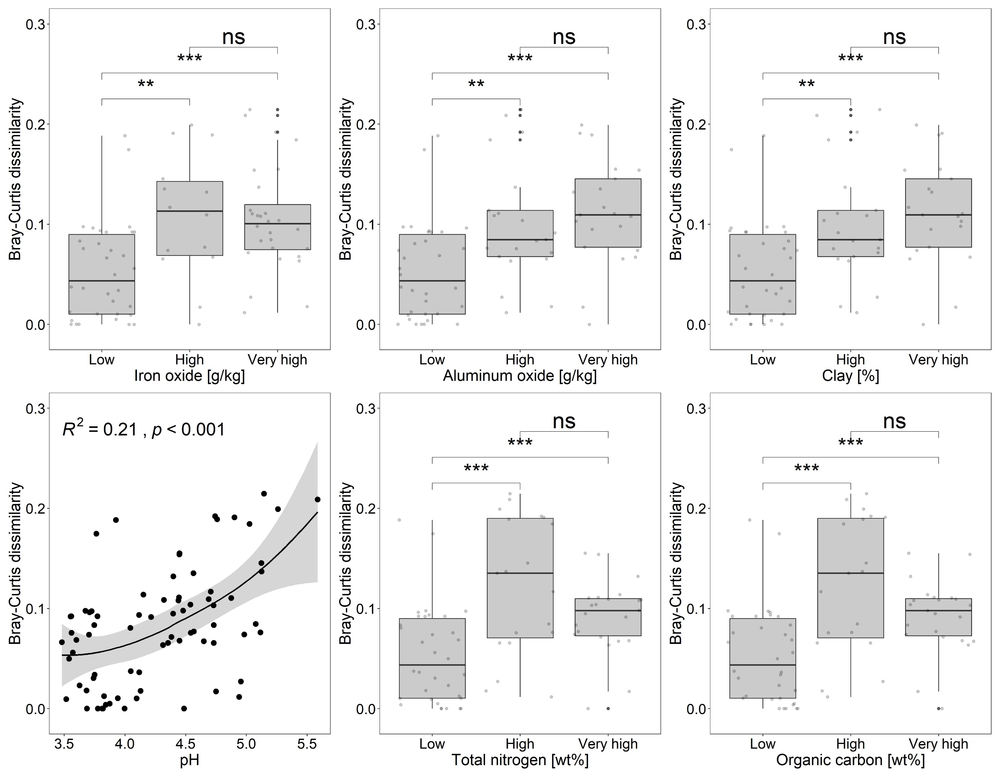 0.3
0.2
0.1
0.0
Bray-Curtis dissimilarity
ns
***
**
Low High Very high
Iron oxide [g/kg]
0.3
0.2
0.1
0.0
Bray-Curtis dissimilarity
ns
***
**
Low High Very high
Aluminum oxide [g/kg]
0.3
0.2
0.1
0.0
Bray-Curtis dissimilarity
ns
***
**
Low High Very high
Clay [%]
0.3
0.2
0.1
0.0
Bray-Curtis dissimilarity
R² = 0.21 , p < 0.001
3.5 4.0 4.5 5.0 5.5
pH
0.3
0.2
0.1
0.0
Bray-Curtis dissimilarity
ns
***
***
Low High Very high
Total nitrogen [wt%]
0.3
0.2
0.1
0.0
Bray-Curtis dissimilarity
ns
***
***
Low High Very high
Organic carbon [wt%]